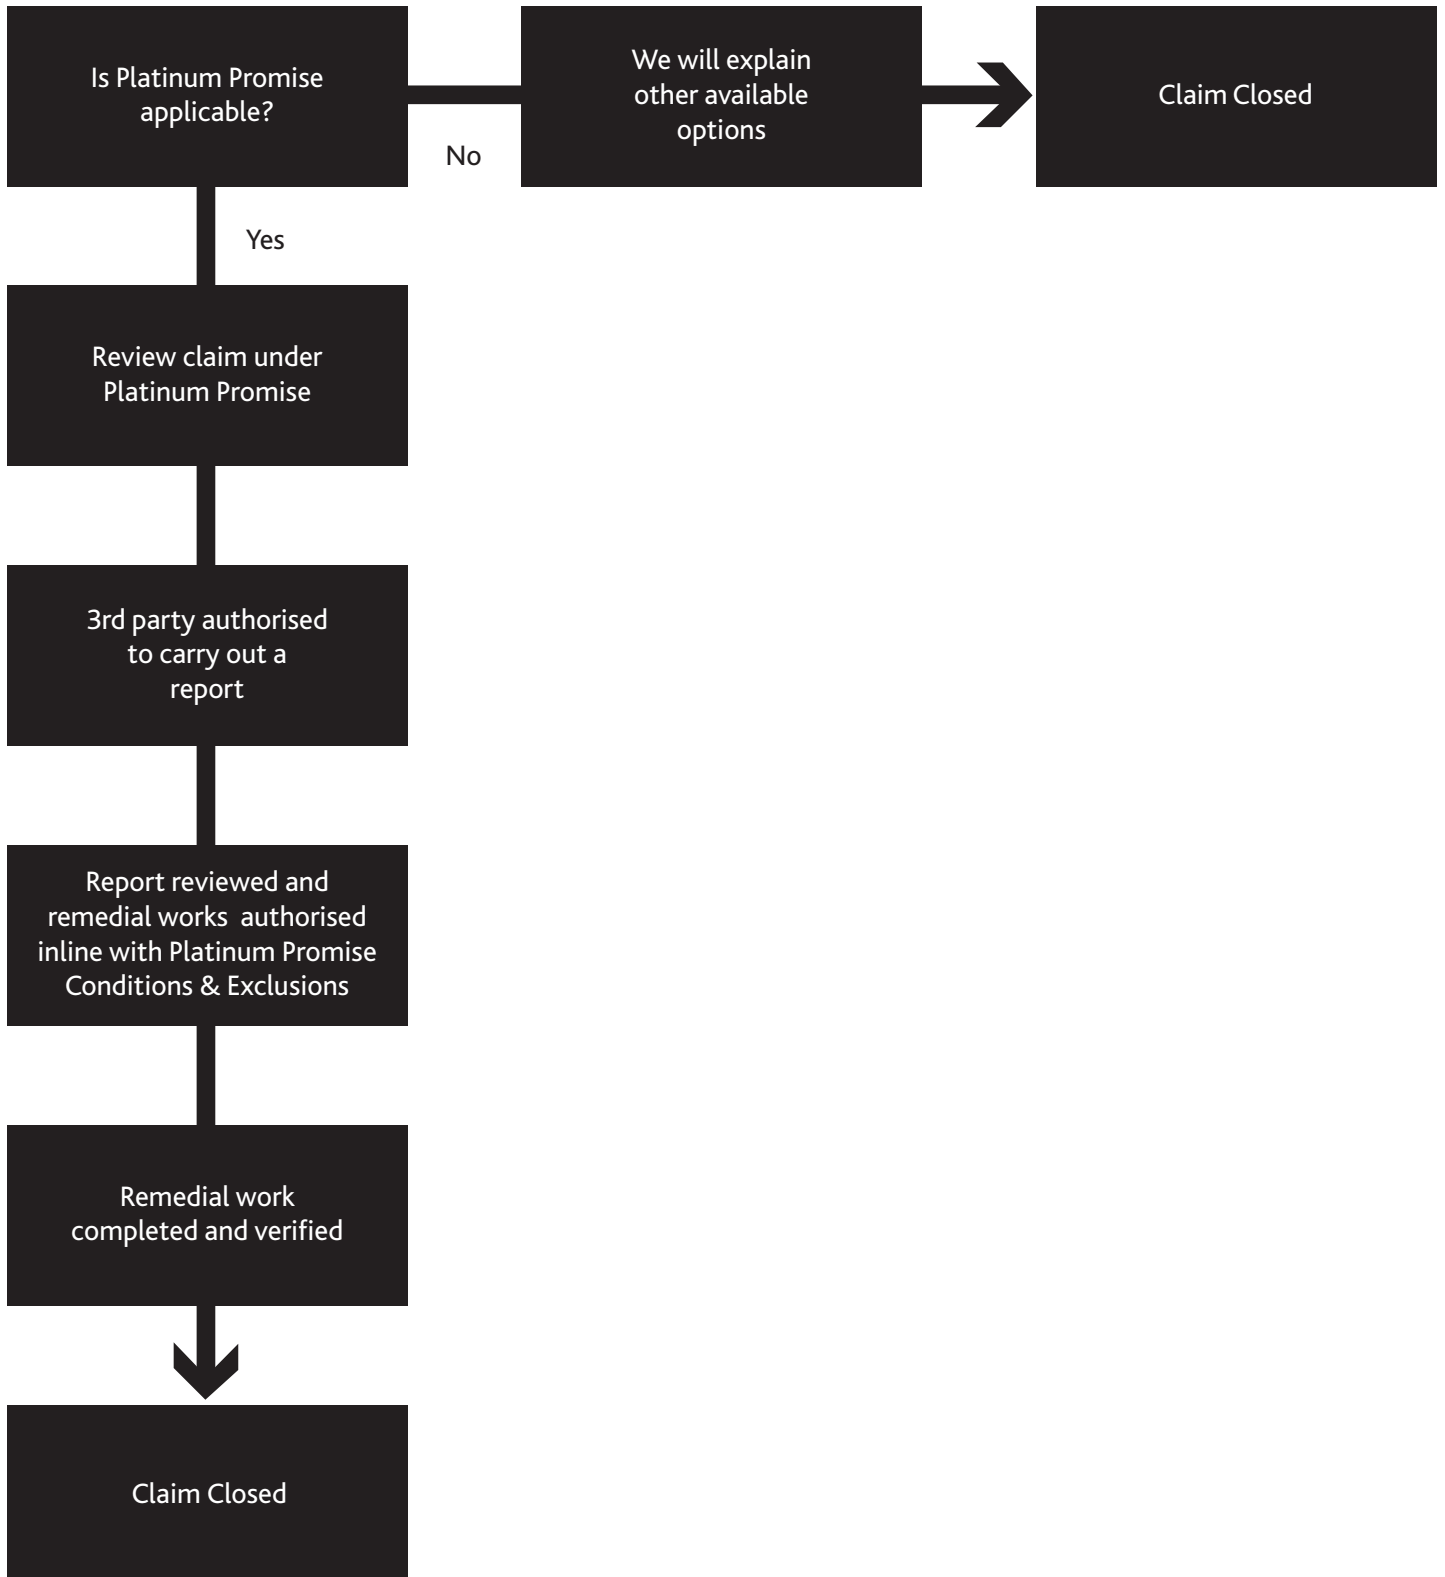 Is Platinum Promise
applicable?
We will explain
other available
options
Claim Closed
No
Yes
Review claim under
Platinum Promise
3rd party authorised
to carry out a
report
Report reviewed and
remedial works  authorised
inline with Platinum Promise
Conditions & Exclusions
Remedial work
completed and verified
Claim Closed